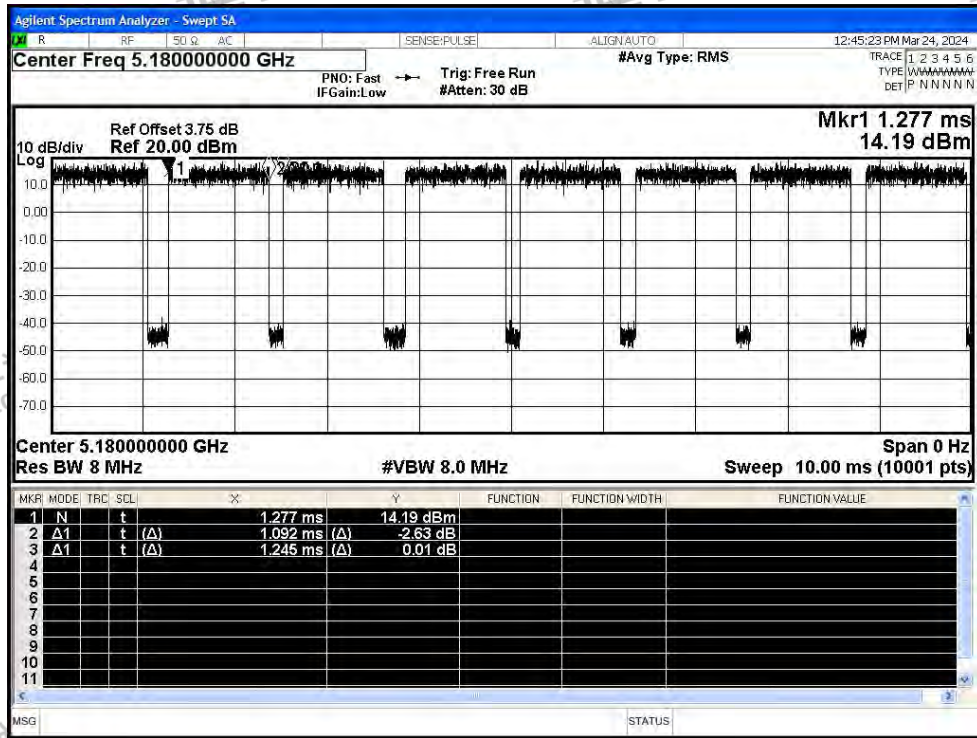 Agilent Spectrum Analyzer - Swept SA
LXI R RF 50 Ω AC SENSE:PULSE ALIGN AUTO 12:45:23 PM Mar 24, 2024
Center Freq 5.180000000 GHz
#Avg Type: RMS
TRACE 1 2 3 4 5 6
PNO: Fast Trig: Free Run
TYPE WWWWWW
IFGain:Low #Atten: 30 dB
DET P N N N N N
Mkr1 1.277 ms
Ref Offset 3.75 dB
10 dB/div Ref 20.00 dBm 14.19 dBm
Log
1
10.0
0.00
-10.0
-20.0
-30.0
-40.0
-50.0
-60.0
-70.0
Center 5.180000000 GHz Span 0 Hz
Res BW 8 MHz #VBW 8.0 MHz Sweep 10.00 ms (10001 pts)
MKR MODE TRC SCL X Y FUNCTION FUNCTION WIDTH FUNCTION VALUE
1 N t 1.277 ms 14.19 dBm
2 Δ1 t (Δ) 1.092 ms (Δ) -2.63 dB
3 Δ1 t (Δ) 1.245 ms (Δ) 0.01 dB
4
5
6
7
8
9
10
11
MSG STATUS